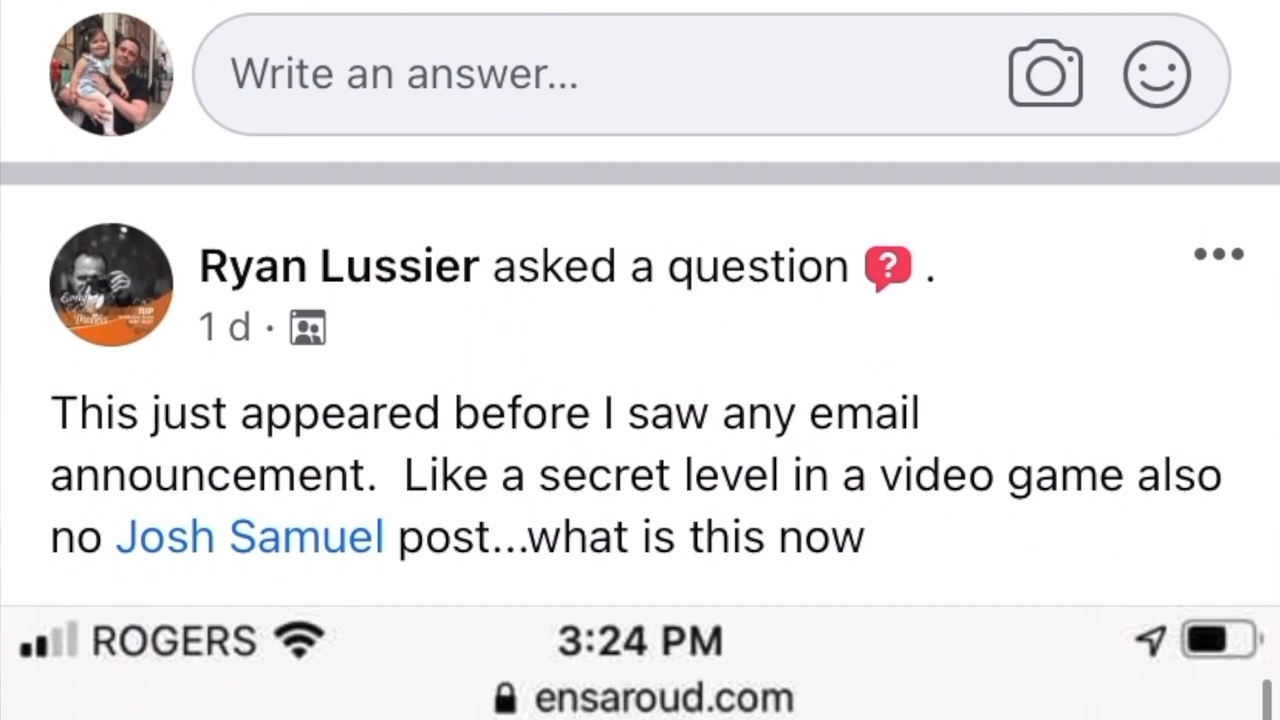 Write an answer...
Ryan Lussier asked a question ? .
1 d ·
This just appeared before I saw any email
announcement.  Like a secret level in a video game also
no Josh Samuel post...what is this now
ROGERS 3:24 PM
ensaroud.com